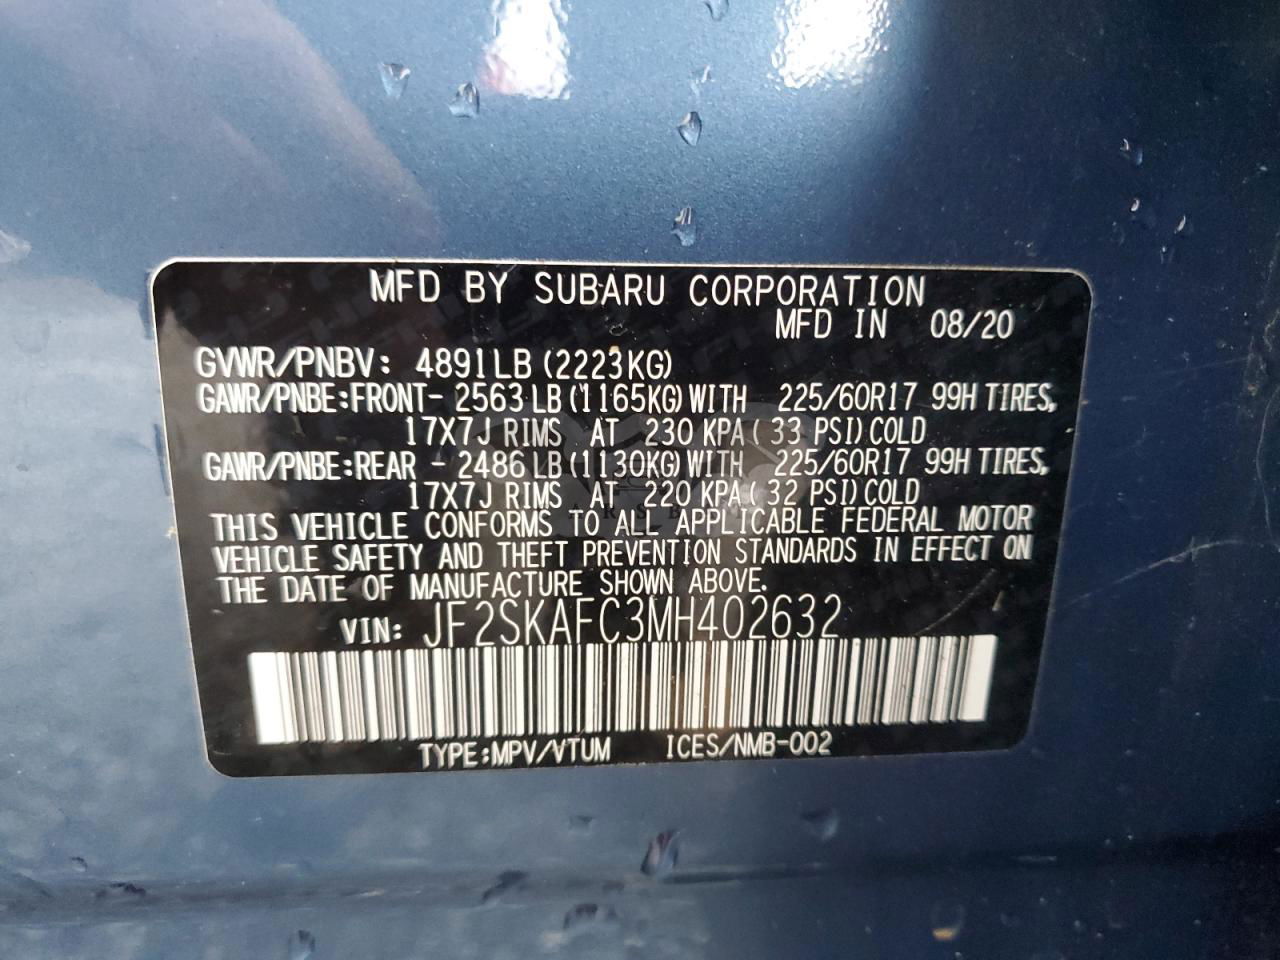 MFD BY SUBARU CORPORATION
MFD IN 08/20
GVWR/PNBV: 4891LB (2223KG)
GAWR/PNBE:FRONT- 2563 LB (1165KG) WITH 225/60R17 99H TIRES,
17X7J RIMS AT 230 KPA( 33 PSI) COLD
GAWR/PNBE:REAR - 2486 LB (1130KG) WITH 225/60R17 99H TIRES,
17X7J RIMS AT 220 KPA( 32 PSI) COLD
THIS VEHICLE CONFORMS TO ALL APPLICABLE FEDERAL MOTOR
VEHICLE SAFETY AND THEFT PREVENTION STANDARDS IN EFFECT ON
THE DATE OF MANUFACTURE SHOWN ABOVE.
VIN: JF2SKAFC3MH402632
TYPE:MPV/VTUM ICES/NMB-002